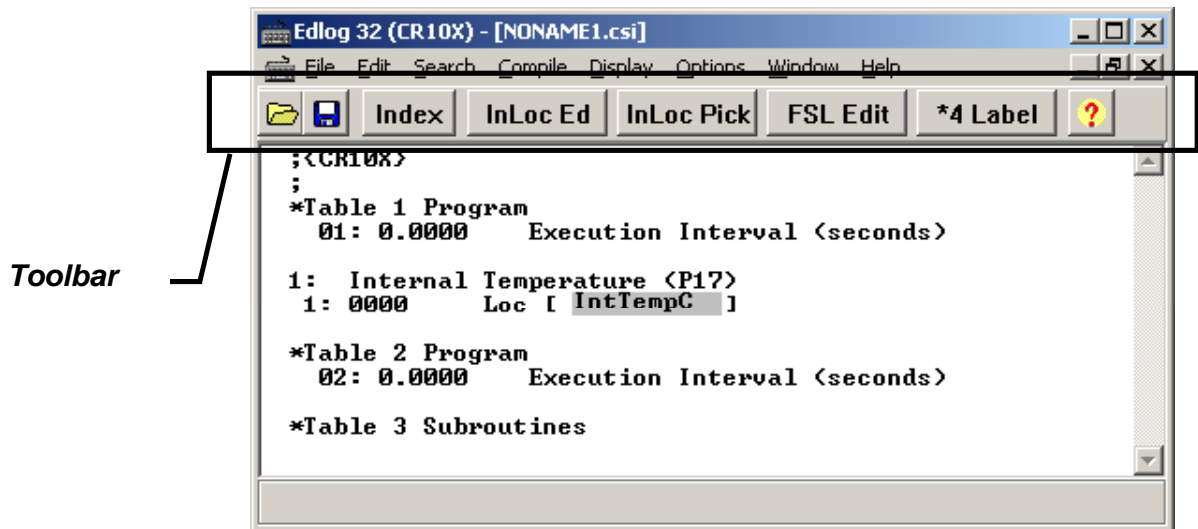 Edlog 32 (CR10X) - [NONAME1.csi]
File Edit Search Compile Display Options Window Help
Index InLoc Ed InLoc Pick FSL Edit *4 Label ?
;{CR10X}
;
*Table 1 Program
01: 0.0000 Execution Interval (seconds)
Toolbar
1: Internal Temperature (P17)
1: 0000 Loc [ IntTempC ]
*Table 2 Program
02: 0.0000 Execution Interval (seconds)
*Table 3 Subroutines